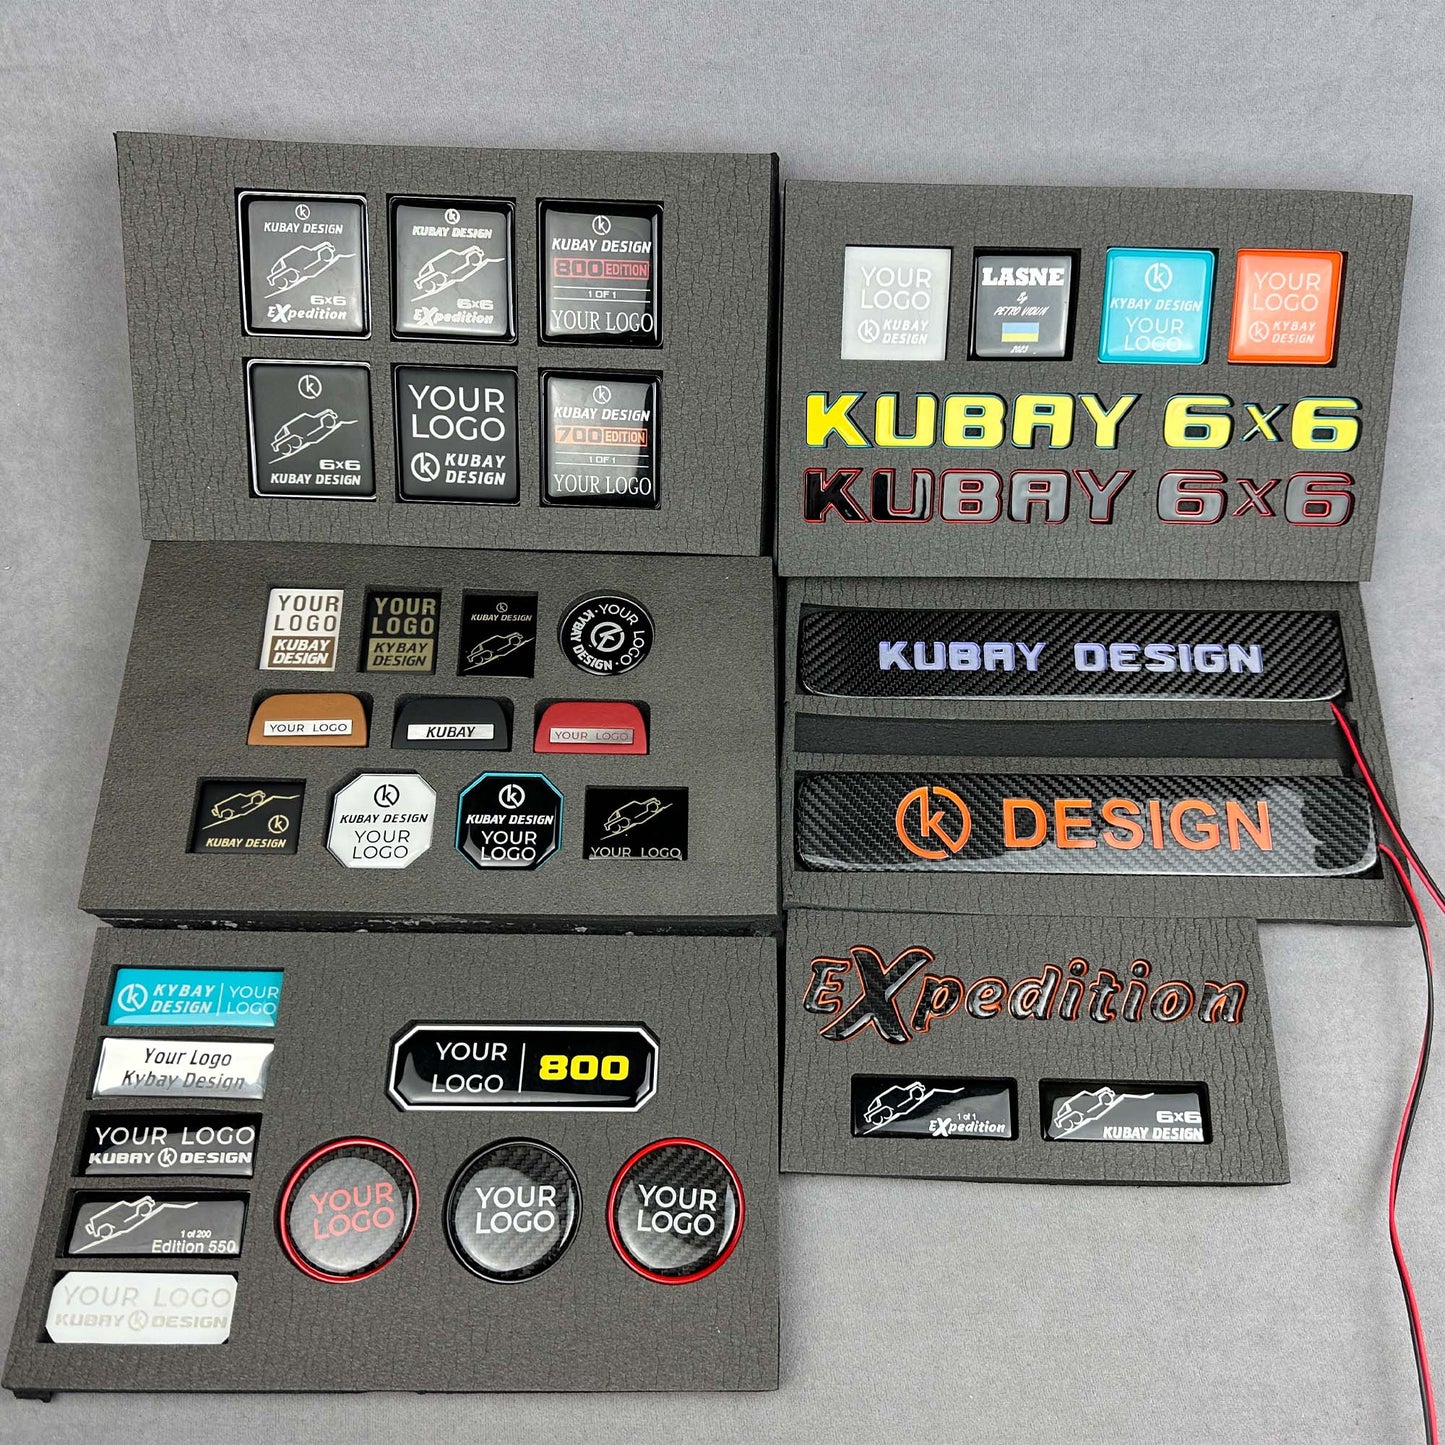 KUBAY DESIGN
6x6
EXpedition
KUBAY DESIGN
6x6
EXpedition
KUBAY DESIGN
800 EDITION
1 OF 1
YOUR LOGO
6x6
KUBAY DESIGN
YOUR
LOGO
KUBAY
DESIGN
KUBAY DESIGN
700 EDITION
1 OF 1
YOUR LOGO
YOUR
LOGO
KUBAY
DESIGN
LASNE
By
PETRO VIDUH
2023
KYBAY DESIGN
YOUR
LOGO
YOUR
LOGO
KYBAY
DESIGN
KUBAY 6x6
KUBAY 6x6
YOUR
LOGO
KUBAY
DESIGN
YOUR
LOGO
KYBAY
DESIGN
KUBAY DESIGN
YOUR LOGO
KYBAY DESIGN
YOUR LOGO
KUBAY
YOUR LOGO
KUBAY DESIGN
KUBAY DESIGN
YOUR
LOGO
KUBAY DESIGN
YOUR
LOGO
YOUR LOGO
KUBAY DESIGN
k DESIGN
KYBAY
DESIGN
YOUR
LOGO
Your Logo
Kybay Design
YOUR LOGO
KUBAY k DESIGN
1 of 200
Edition 550
YOUR LOGO
KUBAY k DESIGN
YOUR
LOGO
800
YOUR
LOGO
YOUR
LOGO
YOUR
LOGO
EXpedition
1 of 1
EXpedition
6x6
KUBAY DESIGN